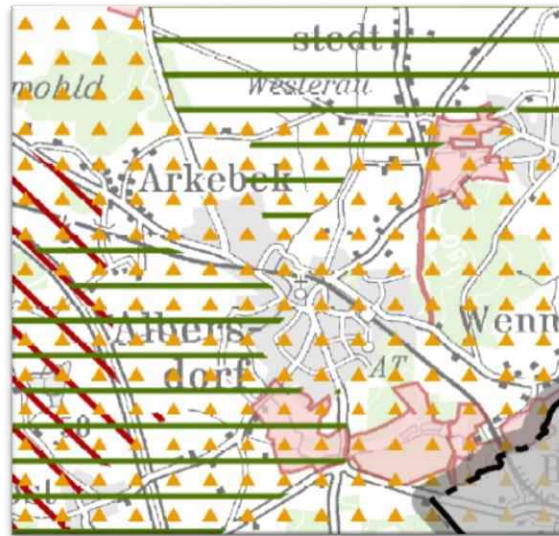 stedt
mohld
Westerau
Arkebek
Albers-
dorf
Wenn
AT